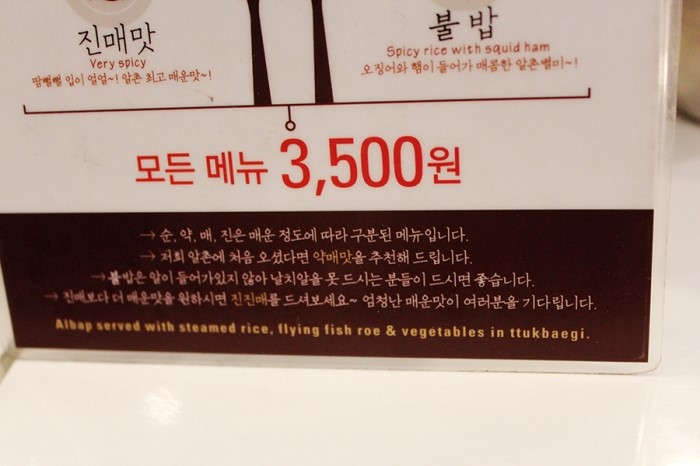 진매맛
Very spicy
땀뻘뻘 입이 얼얼~! 알촌 최고 매운맛~!
불밥
Spicy rice with squid ham
오징어와 햄이 들어가 매콤한 알촌별미~!
모든 메뉴 3,500원
→ 순, 약, 매, 진은 매운 정도에 따라 구분된 메뉴입니다.
→ 저희 알촌에 처음 오셨다면 약매맛을 추천해 드립니다.
→ 불밥은 알이 들어가있지 않아 날치알을 못 드시는 분들이 드시면 좋습니다.
→ 진매보다 더 매운맛을 원하시면 진진매를 드셔보세요~ 엄청난 매운맛이 여러분을 기다립니다.
Albap served with steamed rice, flying fish roe & vegetables in ttukbaegi.